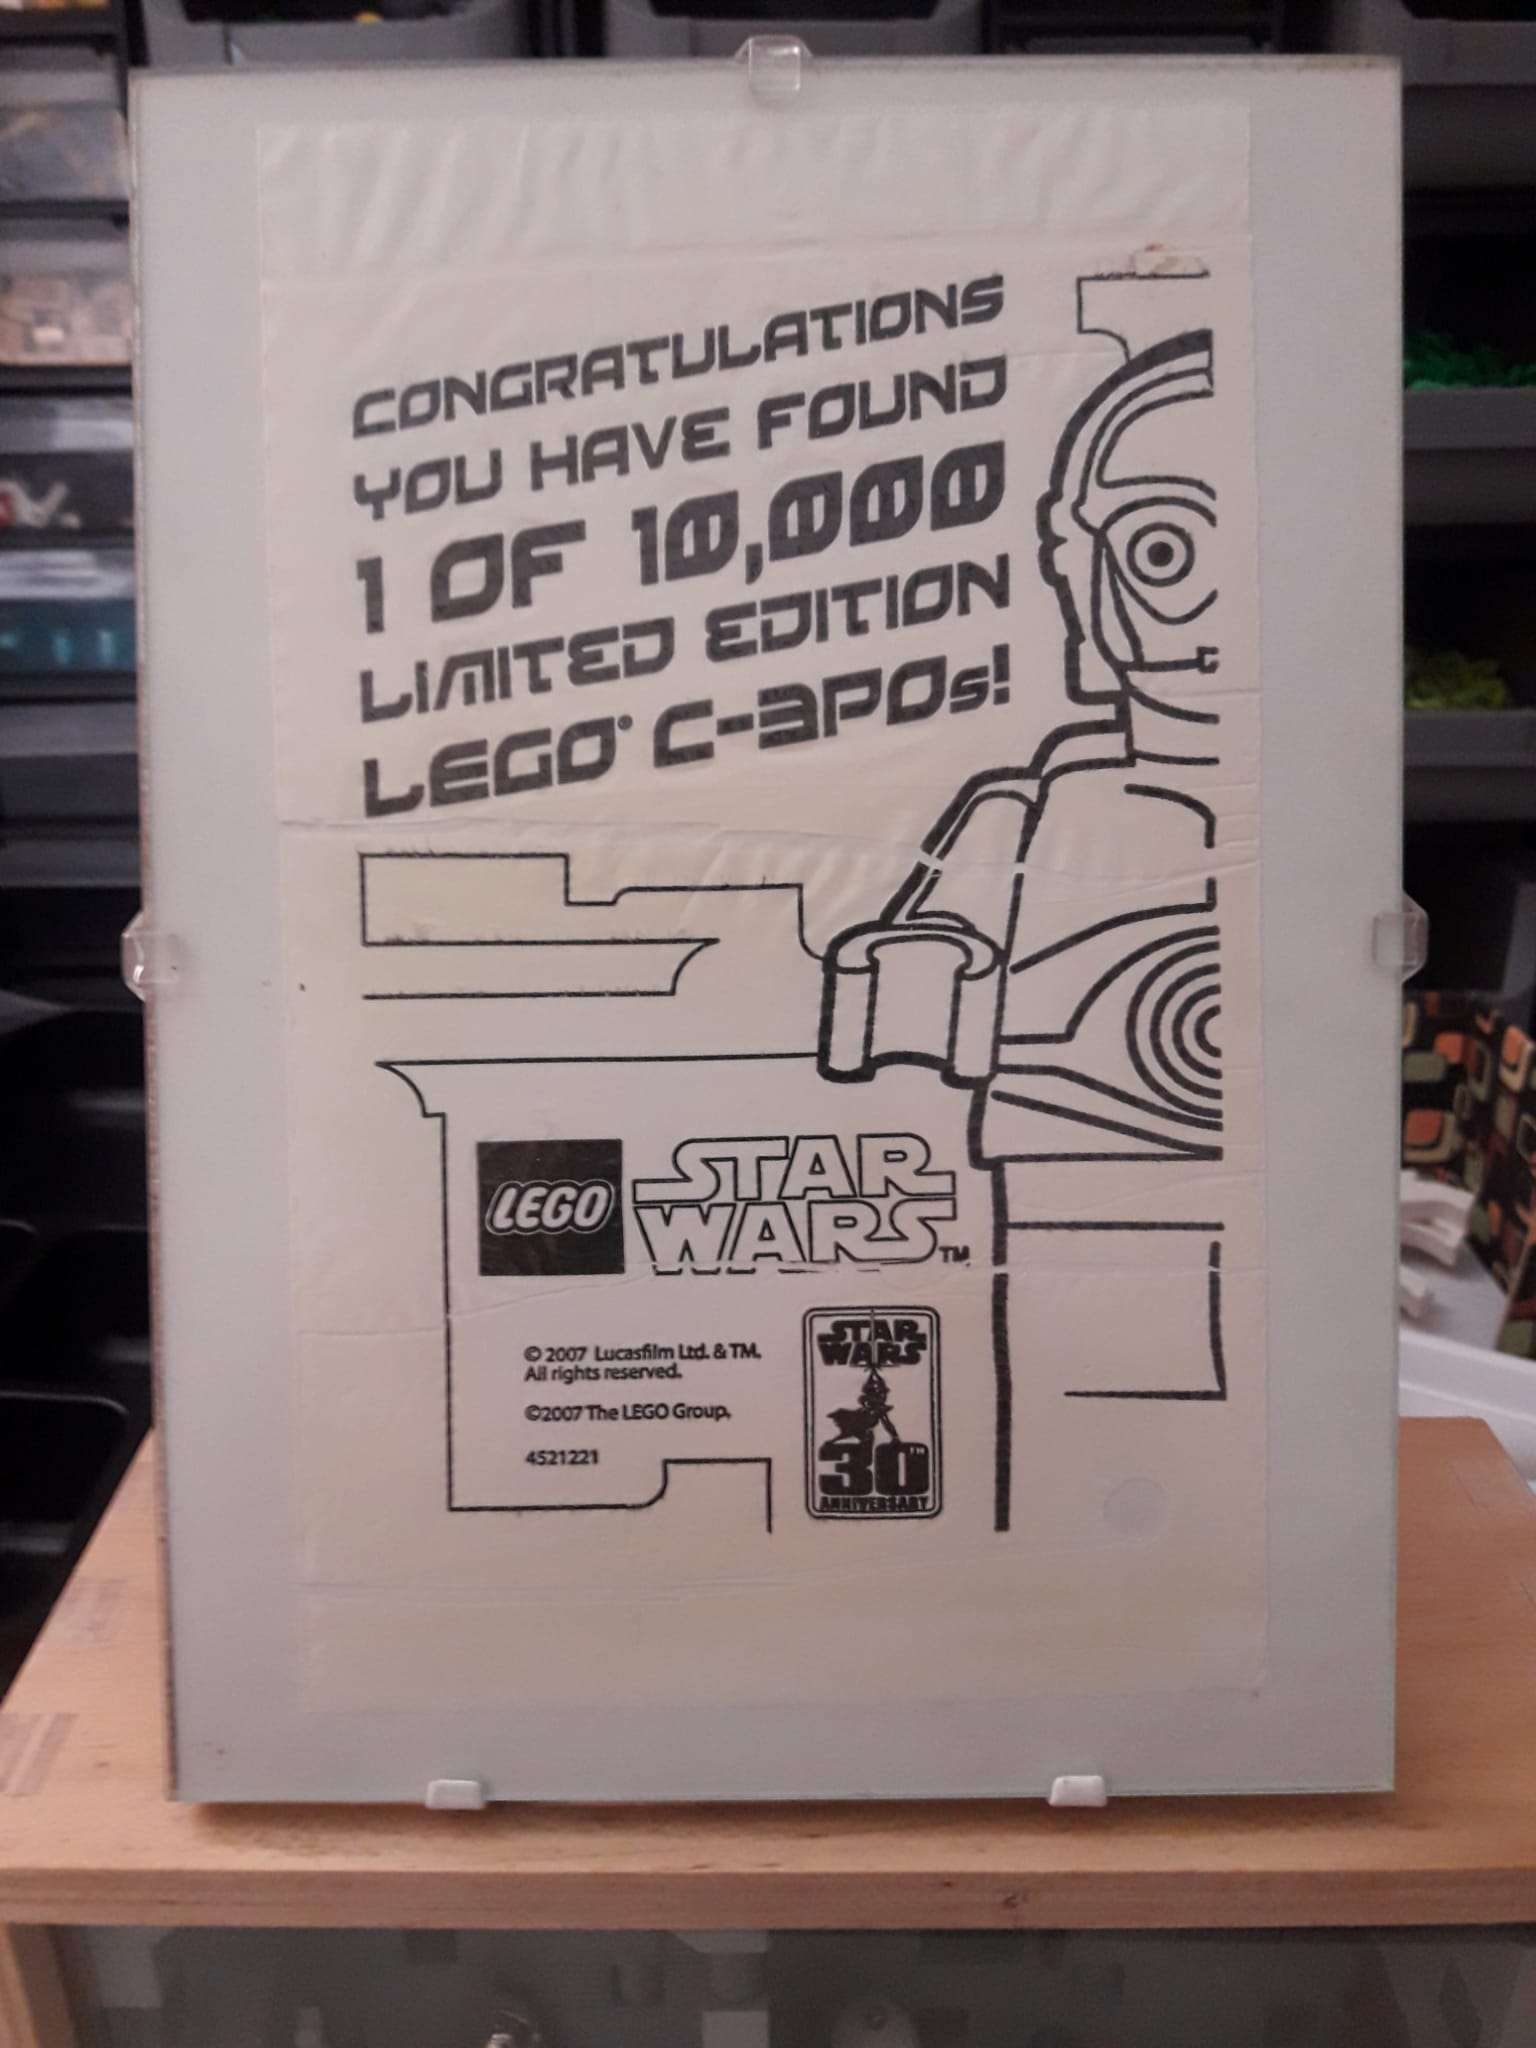 CONGRATULATIONS
YOU HAVE FOUND
1 OF 10,000
LIMITED EDITION
LEGO® C-3POs!
LEGO
STAR
WARS™
© 2007 Lucasfilm Ltd. & TM.
All rights reserved.
©2007 The LEGO Group.
4521221
STAR
WARS
30TH
ANNIVERSARY